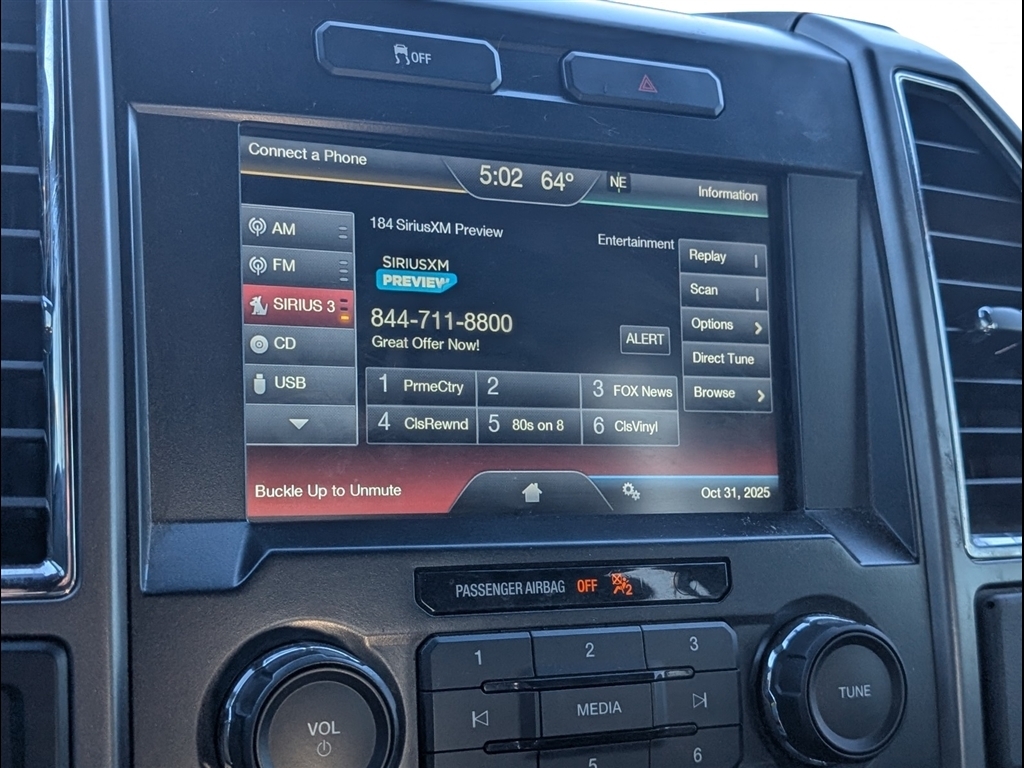 OFF
Connect a Phone
5:02 64°
NE
Information
AM
FM
SIRIUS 3
CD
USB
184 SiriusXM Preview
Entertainment
SIRIUSXM
PREVIEW
844-711-8800
Great Offer Now!
ALERT
1 PrmeCtry
2
3 FOX News
4 ClsRewnd
5 80s on 8
6 ClsVinyl
Replay
Scan
Options
Direct Tune
Browse
Buckle Up to Unmute
Oct 31, 2025
PASSENGER AIRBAG OFF 2
VOL
1
2
3
MEDIA
5
6
TUNE